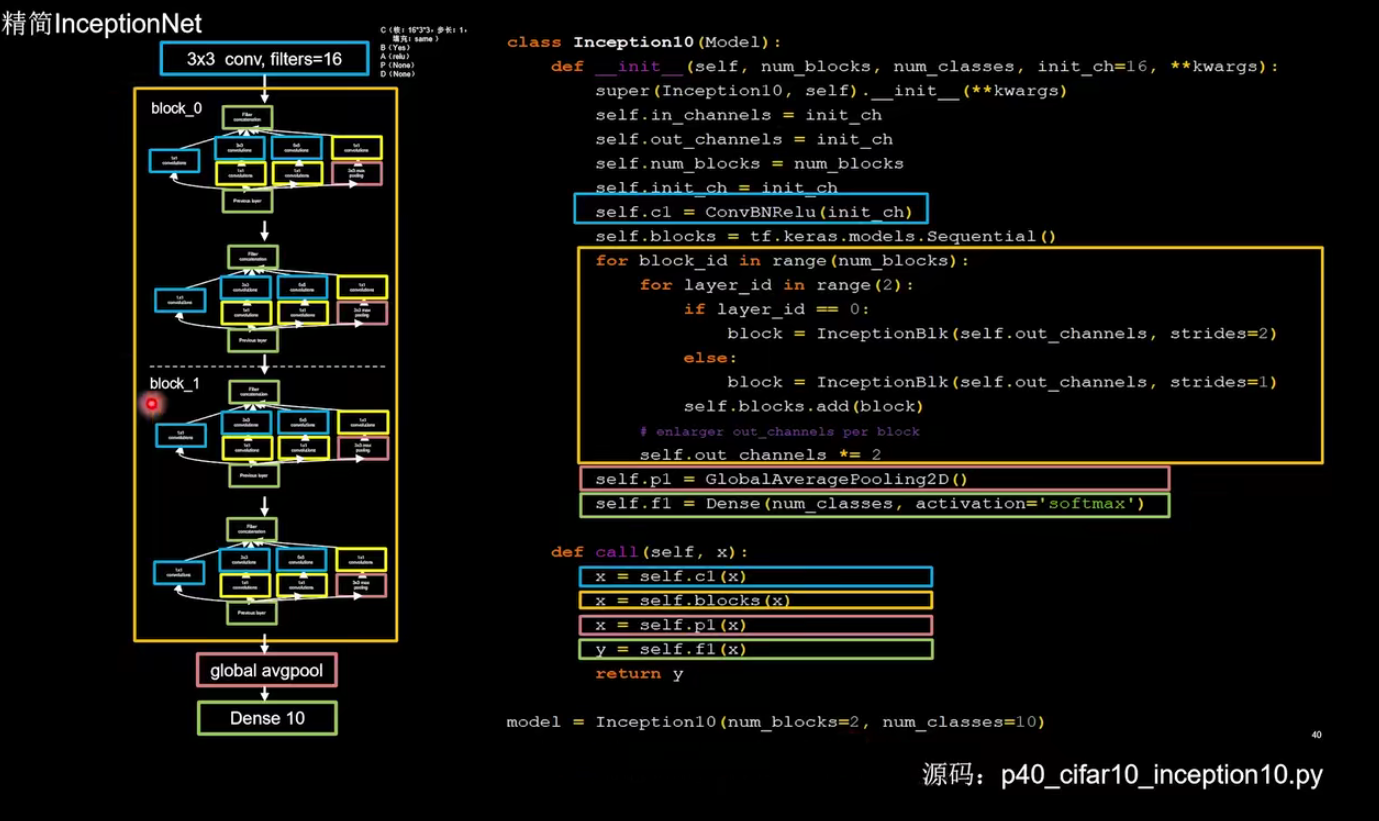 精简InceptionNet
C（核：16*3*3，步长：1，
填充：same ）
B（Yes）
A（relu）
P（None）
D（None）
3x3 conv, filters=16
block_0
Filter
concatenation
3x3
convolutions
5x5
convolutions
1x1
convolutions
1x1
convolutions
1x1
convolutions
1x1
convolutions
3x3 max
pooling
Previous layer
Filter
concatenation
3x3
convolutions
5x5
convolutions
1x1
convolutions
1x1
convolutions
1x1
convolutions
1x1
convolutions
3x3 max
pooling
Previous layer
block_1
Filter
concatenation
3x3
convolutions
5x5
convolutions
1x1
convolutions
1x1
convolutions
1x1
convolutions
1x1
convolutions
3x3 max
pooling
Previous layer
Filter
concatenation
3x3
convolutions
5x5
convolutions
1x1
convolutions
1x1
convolutions
1x1
convolutions
1x1
convolutions
3x3 max
pooling
Previous layer
global avgpool
Dense 10
class Inception10(Model):
def __init__(self, num_blocks, num_classes, init_ch=16, **kwargs):
super(Inception10, self).__init__(**kwargs)
self.in_channels = init_ch
self.out_channels = init_ch
self.num_blocks = num_blocks
self.init_ch = init_ch
self.c1 = ConvBNRelu(init_ch)
self.blocks = tf.keras.models.Sequential()
for block_id in range(num_blocks):
for layer_id in range(2):
if layer_id == 0:
block = InceptionBlk(self.out_channels, strides=2)
else:
block = InceptionBlk(self.out_channels, strides=1)
self.blocks.add(block)
# enlarger out_channels per block
self.out_channels *= 2
self.p1 = GlobalAveragePooling2D()
self.f1 = Dense(num_classes, activation='softmax')
def call(self, x):
x = self.c1(x)
x = self.blocks(x)
x = self.p1(x)
y = self.f1(x)
return y
model = Inception10(num_blocks=2, num_classes=10)
40
源码：p40_cifar10_inception10.py